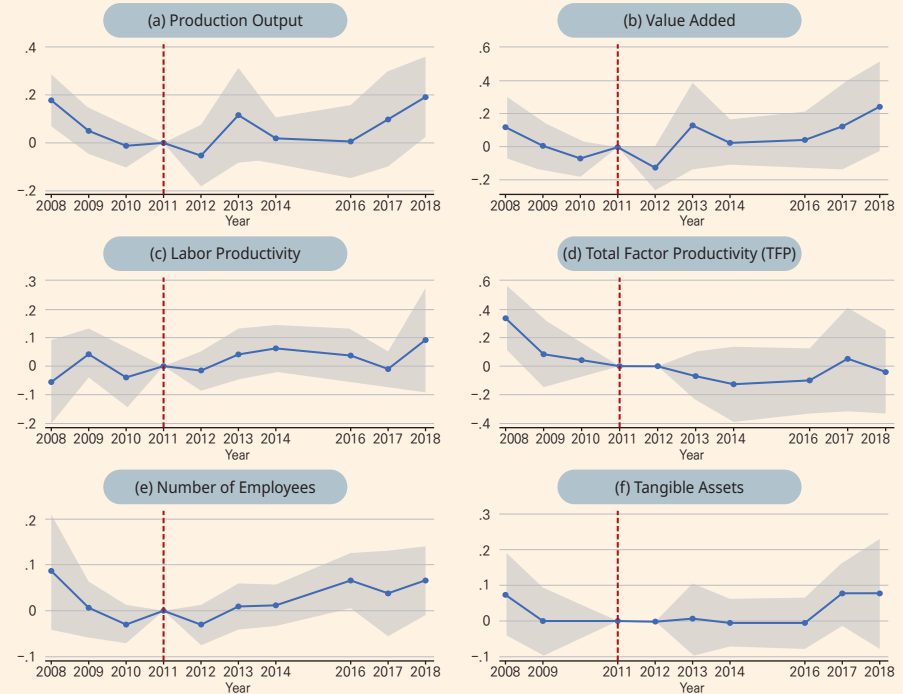 (a) Production Output
.4
.2
0
−.2
2008 2009 2010 2011 2012 2013 2014 2016 2017 2018
Year
(b) Value Added
.6
.4
.2
0
−.2
2008 2009 2010 2011 2012 2013 2014 2016 2017 2018
Year
(c) Labor Productivity
.3
.2
.1
0
−.1
−.2
2008 2009 2010 2011 2012 2013 2014 2016 2017 2018
Year
(d) Total Factor Productivity (TFP)
.6
.4
.2
0
−.2
−.4
2008 2009 2010 2011 2012 2013 2014 2016 2017 2018
Year
(e) Number of Employees
.2
.1
0
−.1
2008 2009 2010 2011 2012 2013 2014 2016 2017 2018
Year
(f) Tangible Assets
.3
.2
.1
0
−.1
2008 2009 2011 2012 2013 2014 2016 2017 2018
Year